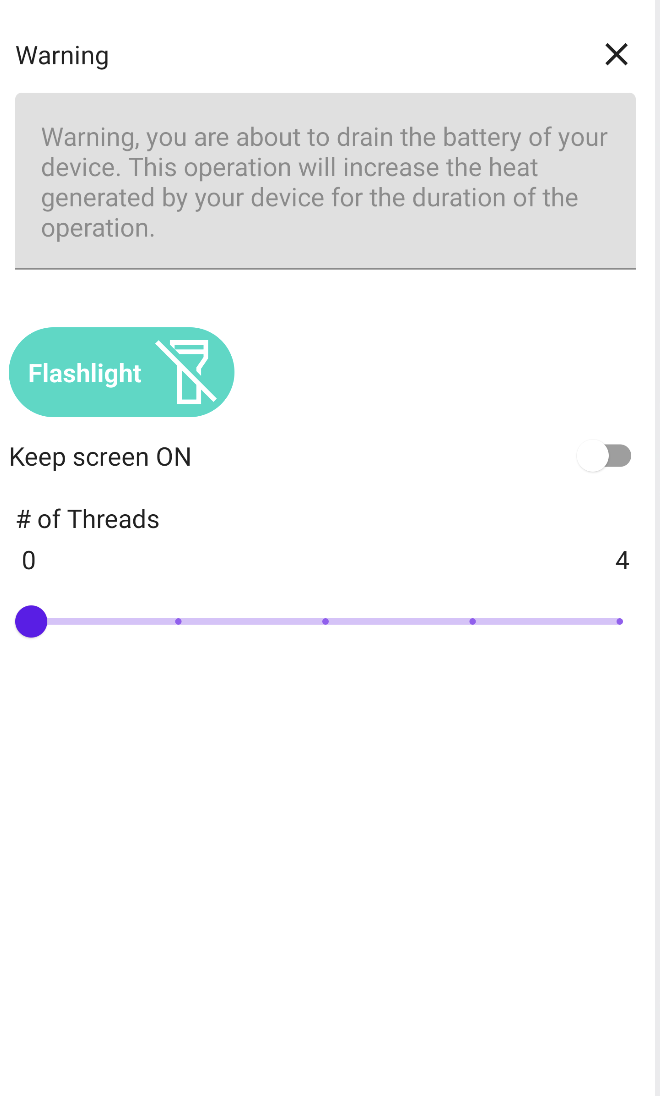 Warning
Warning, you are about to drain the battery of your
device. This operation will increase the heat
generated by your device for the duration of the
operation.
Flashlight
Keep screen ON
# of Threads
0 4